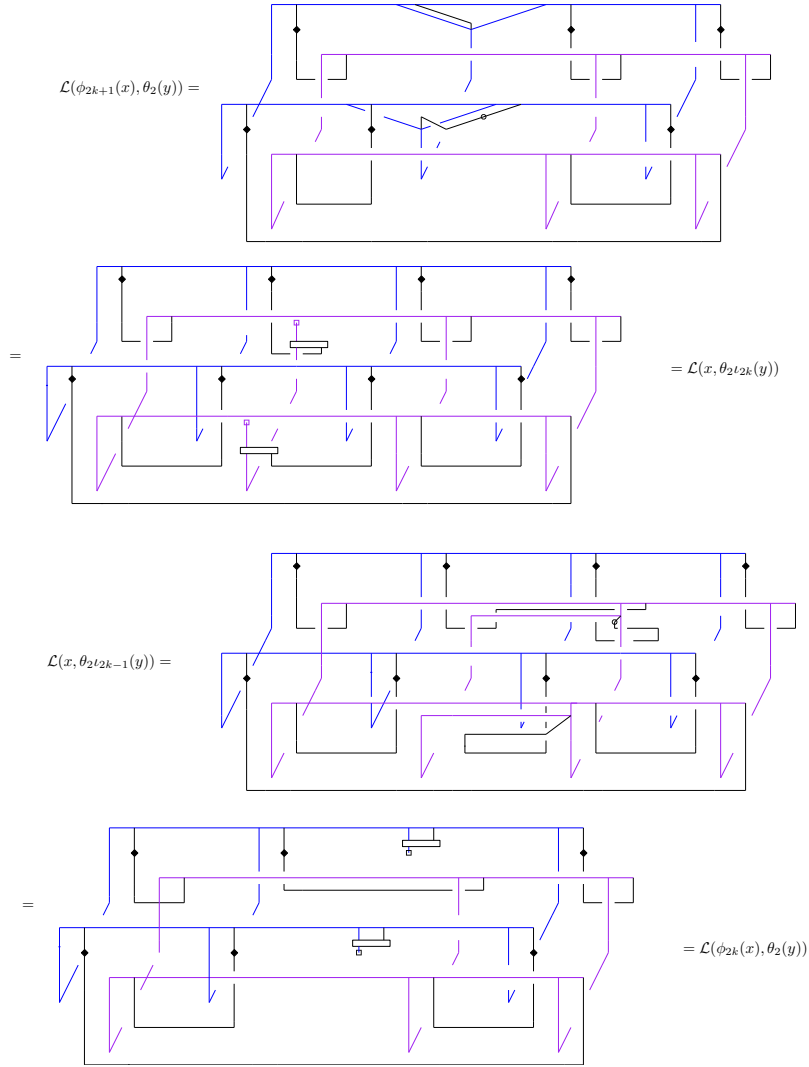 $\mathcal{L}(\phi_{2k+1}(x), \theta_2(y)) =$
$=$
$= \mathcal{L}(x, \theta_2 \iota_{2k}(y))$
$\mathcal{L}(x, \theta_2 \iota_{2k-1}(y)) =$
$=$
$= \mathcal{L}(\phi_{2k}(x), \theta_2(y))$